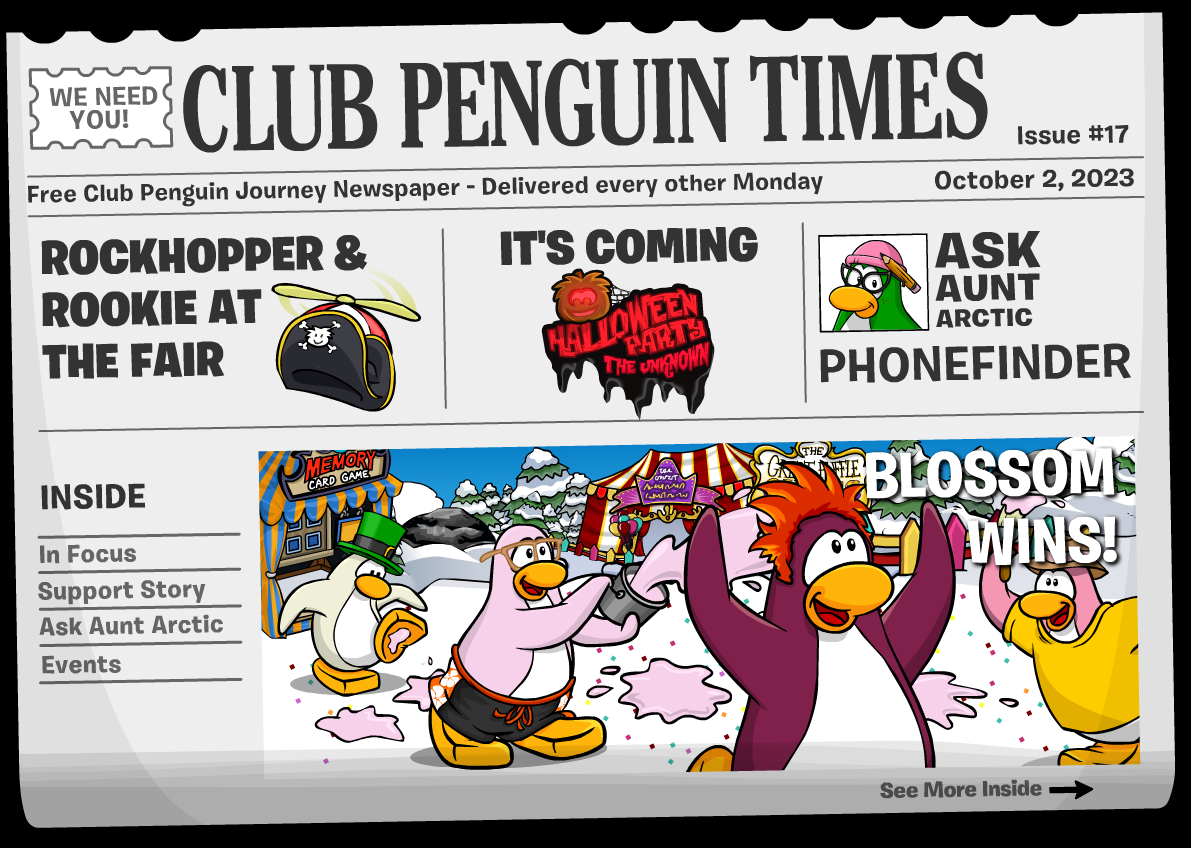 WE NEED
YOU!
CLUB PENGUIN TIMES
Issue #17
Free Club Penguin Journey Newspaper - Delivered every other Monday
October 2, 2023
ROCKHOPPER &
ROOKIE AT
THE FAIR
IT'S COMING
HALLOWEEN
PARTY
THE UNKNOWN
ASK
AUNT
ARCTIC
PHONEFINDER
INSIDE
In Focus
Support Story
Ask Aunt Arctic
Events
MEMORY
CARD GAME
THE
BLOSSOM
WINS!
See More Inside